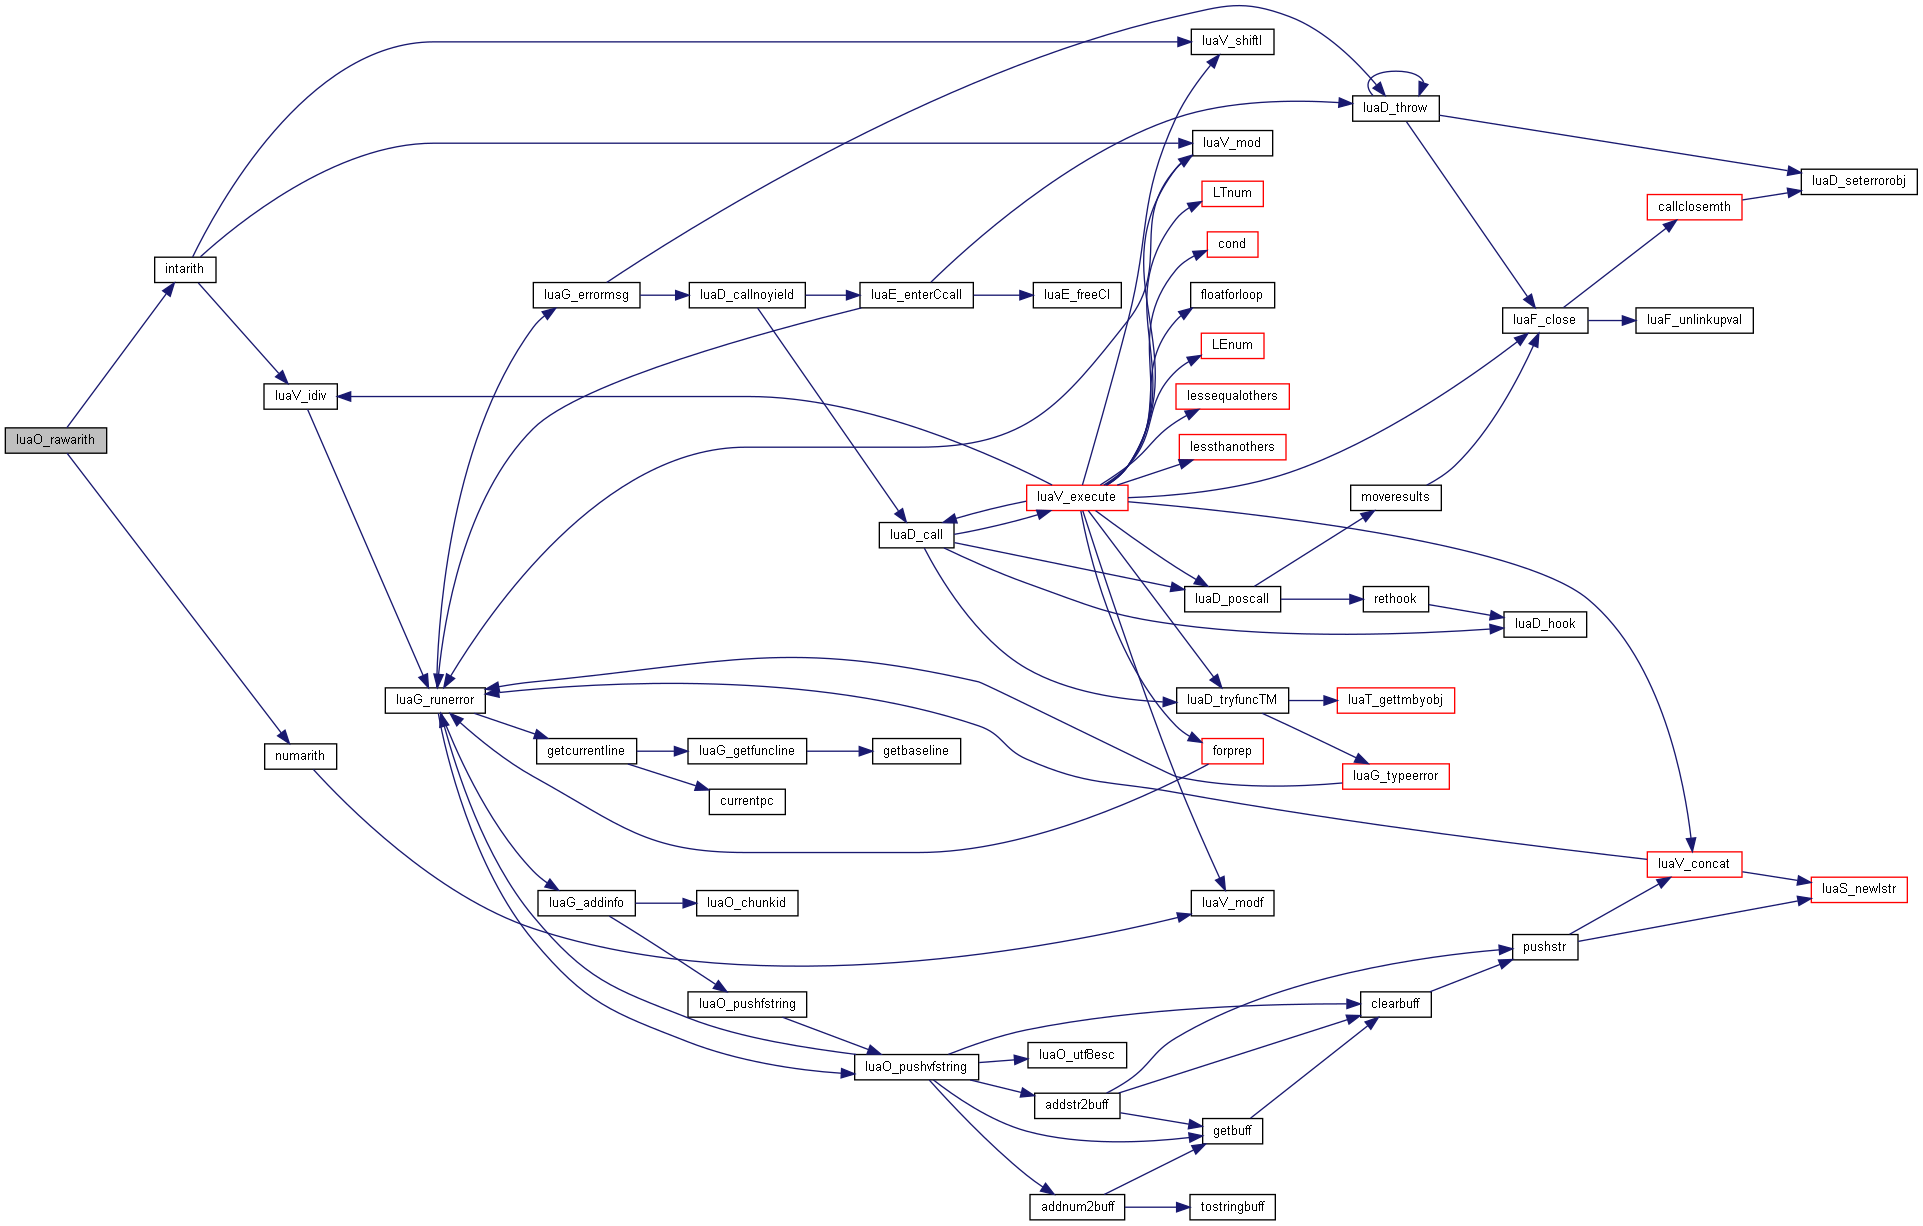 luaO_rawarith
intarith
luaV_idiv
numarith
luaG_runerror
luaG_errormsg
luaD_callnoyield
luaE_enterCcall
luaE_freeCI
luaD_call
luaV_execute
getcurrentline
luaG_getfuncline
getbaseline
currentpc
luaG_addinfo
luaO_chunkid
luaO_pushfstring
luaO_pushvfstring
luaO_utf8esc
addstr2buff
addnum2buff
luaV_shiftl
luaV_mod
LTnum
cond
floatforloop
LEnum
lessequalothers
lessthanothers
luaD_poscall
luaD_tryfuncTM
forprep
luaV_modf
getbuff
tostringbuff
luaD_throw
moveresults
rethook
luaT_gettmbyobj
luaG_typeerror
clearbuff
luaF_close
luaD_hook
pushstr
callclosemth
luaF_unlinkupval
luaV_concat
luaD_seterrorobj
luaS_newlstr